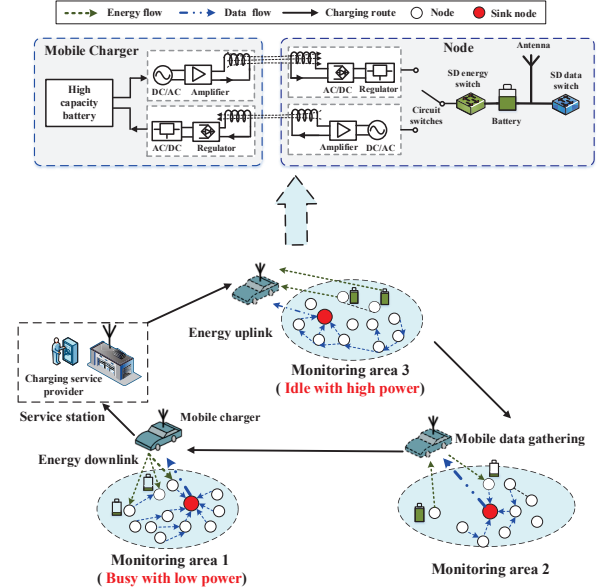 Energy flow Data flow Charging route Node Sink node
Mobile Charger
Node
Antenna
High
capacity
battery
DC/AC
Amplifier
AC/DC
Regulator
SD energy
switch
SD data
switch
Circuit
switches
Battery
AC/DC
Regulator
Amplifier
DC/AC
Energy uplink
Monitoring area 3
( Idle with high power)
Charging service
provider
Service station
Mobile charger
Energy downlink
Mobile data gathering
Monitoring area 1
( Busy with low power)
Monitoring area 2